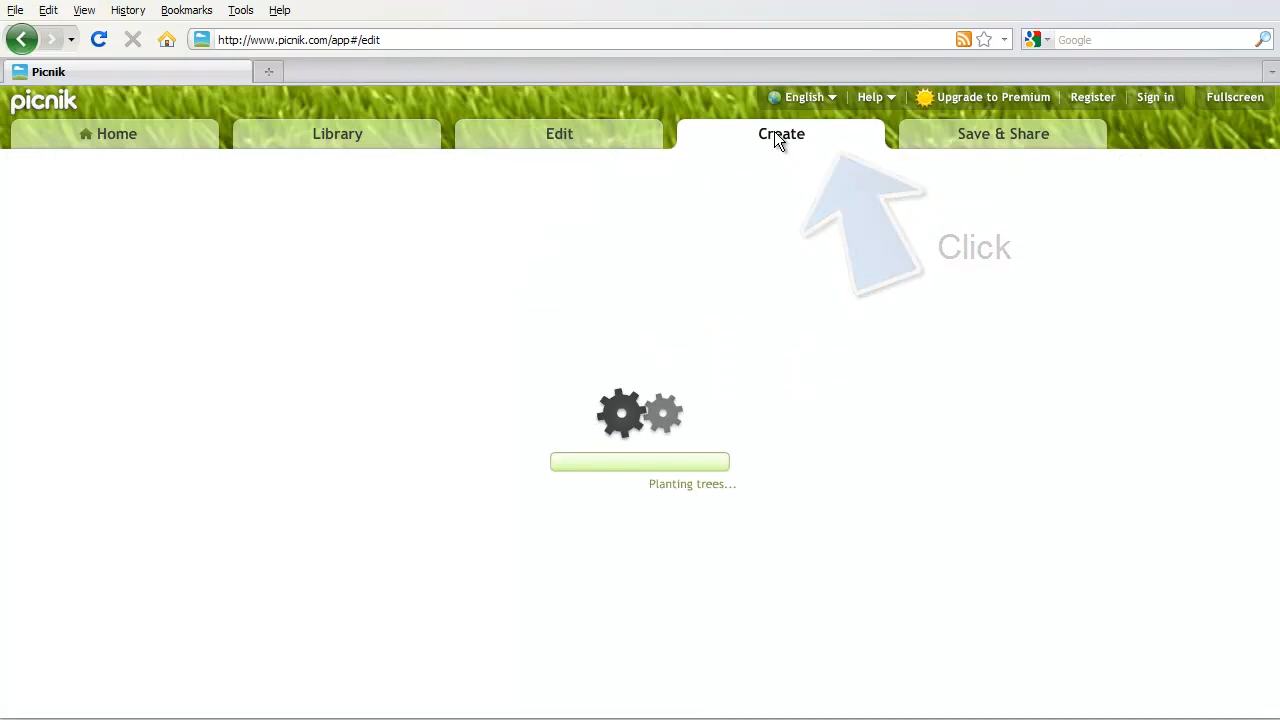 File Edit View History Bookmarks Tools Help
http://www.picnik.com/app#/edit Google
Picnik
picnik English Help Upgrade to Premium Register Sign in Fullscreen
Home Library Edit Create Save & Share
Click
Planting trees...